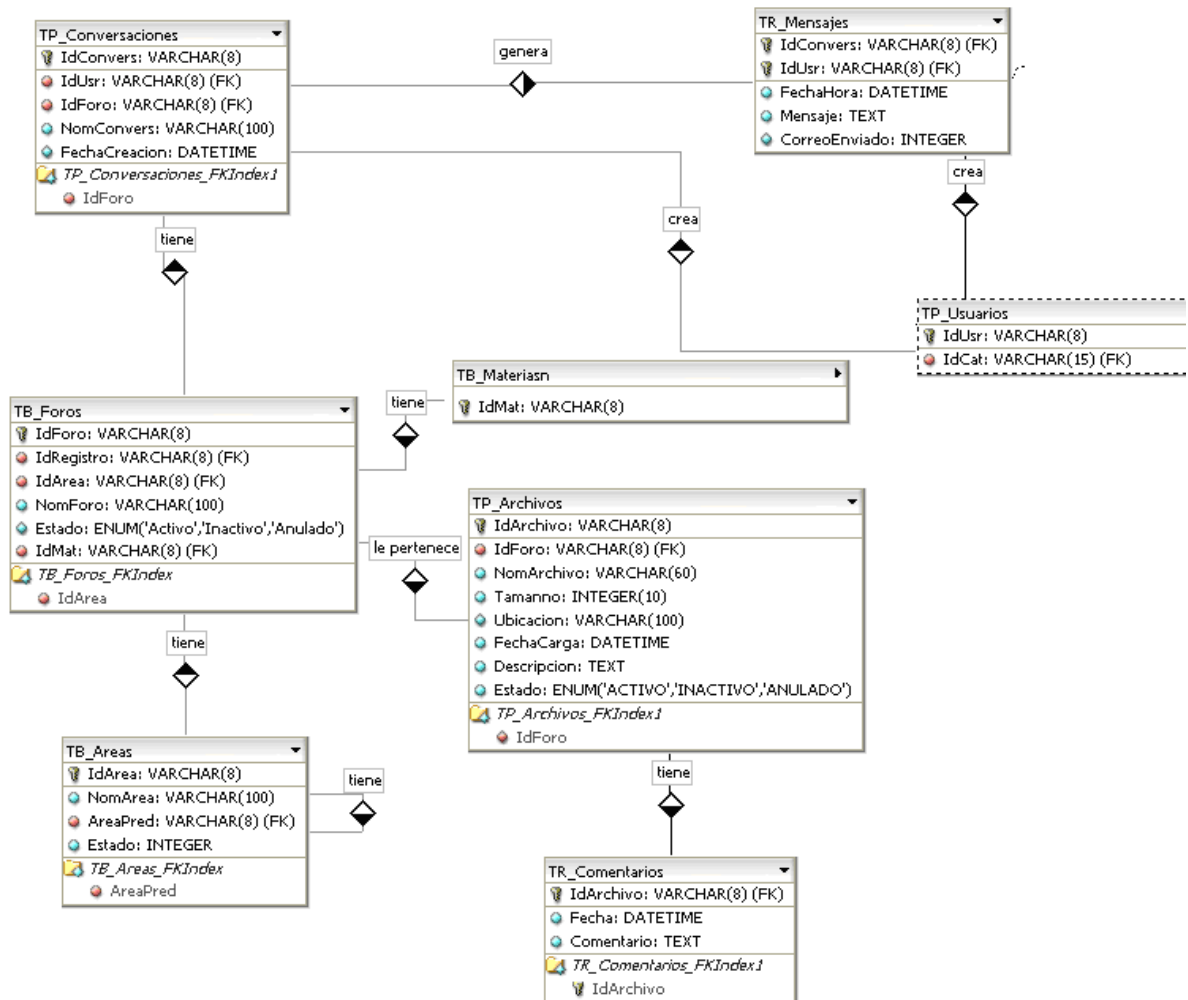 TP_Conversaciones
IdConvers: VARCHAR(8)
IdUsr: VARCHAR(8) (FK)
IdForo: VARCHAR(8) (FK)
NomConvers: VARCHAR(100)
FechaCreacion: DATETIME
TP_Conversaciones_FKIndex1
IdForo
genera
TR_Mensajes
IdConvers: VARCHAR(8) (FK)
IdUsr: VARCHAR(8) (FK)
FechaHora: DATETIME
Mensaje: TEXT
CorreoEnviado: INTEGER
crea
crea
tiene
TP_Usuarios
IdUsr: VARCHAR(8)
IdCat: VARCHAR(15) (FK)
TB_Materiasn
IdMat: VARCHAR(8)
tiene
TB_Foros
IdForo: VARCHAR(8)
IdRegistro: VARCHAR(8) (FK)
IdArea: VARCHAR(8) (FK)
NomForo: VARCHAR(100)
Estado: ENUM('Activo','Inactivo','Anulado')
IdMat: VARCHAR(8) (FK)
TB_Foros_FKIndex
IdArea
le pertenece
TP_Archivos
IdArchivo: VARCHAR(8)
IdForo: VARCHAR(8) (FK)
NomArchivo: VARCHAR(60)
Tamanno: INTEGER(10)
Ubicacion: VARCHAR(100)
FechaCarga: DATETIME
Descripcion: TEXT
Estado: ENUM('ACTIVO','INACTIVO','ANULADO')
TP_Archivos_FKIndex1
IdForo
tiene
TB_Areas
IdArea: VARCHAR(8)
NomArea: VARCHAR(100)
AreaPred: VARCHAR(8) (FK)
Estado: INTEGER
TB_Areas_FKIndex
AreaPred
tiene
tiene
TR_Comentarios
IdArchivo: VARCHAR(8) (FK)
Fecha: DATETIME
Comentario: TEXT
TR_Comentarios_FKIndex1
IdArchivo